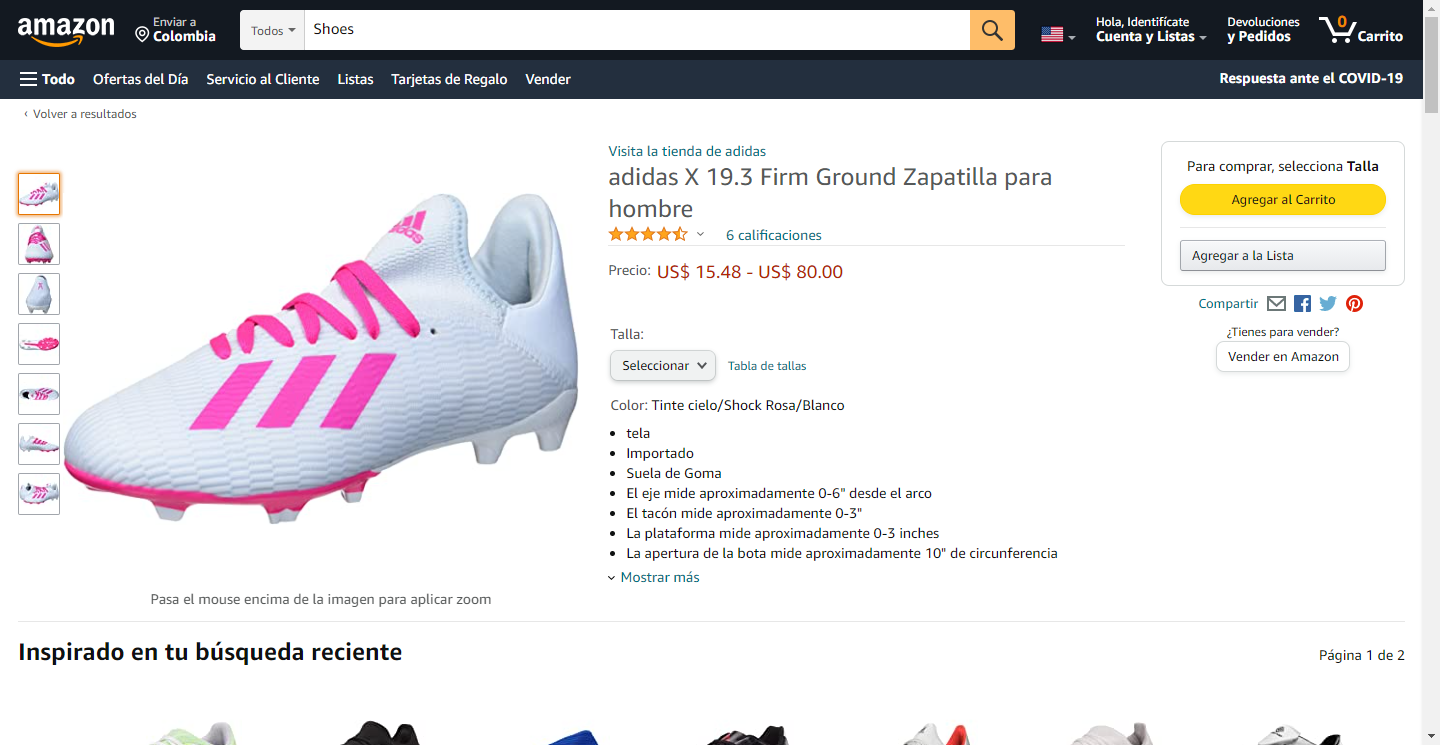 amazon
Enviar a
Colombia
Todos
Shoes
Hola, Identifícate
Cuenta y Listas
Devoluciones
y Pedidos
0
Carrito
Todo
Ofertas del Día
Servicio al Cliente
Listas
Tarjetas de Regalo
Vender
Respuesta ante el COVID-19
‹ Volver a resultados
Visita la tienda de adidas
adidas X 19.3 Firm Ground Zapatilla para
hombre
6 calificaciones
Precio: US$ 15.48 - US$ 80.00
Talla:
Seleccionar
Tabla de tallas
Color: Tinte cielo/Shock Rosa/Blanco
• tela
• Importado
• Suela de Goma
• El eje mide aproximadamente 0-6" desde el arco
• El tacón mide aproximadamente 0-3"
• La plataforma mide aproximadamente 0-3 inches
• La apertura de la bota mide aproximadamente 10" de circunferencia
Mostrar más
Para comprar, selecciona Talla
Agregar al Carrito
Agregar a la Lista
Compartir
¿Tienes para vender?
Vender en Amazon
adidas
Pasa el mouse encima de la imagen para aplicar zoom
Inspirado en tu búsqueda reciente
Página 1 de 2